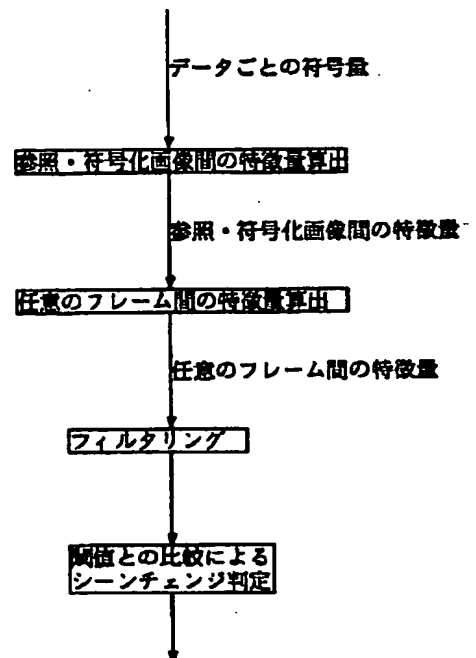 データごとの符号量
参照・符号化画像間の特徴量算出
参照・符号化画像間の特徴量
任意のフレーム間の特徴量算出
任意のフレーム間の特徴量
フィルタリング
閾値との比較による
シーンチェンジ判定